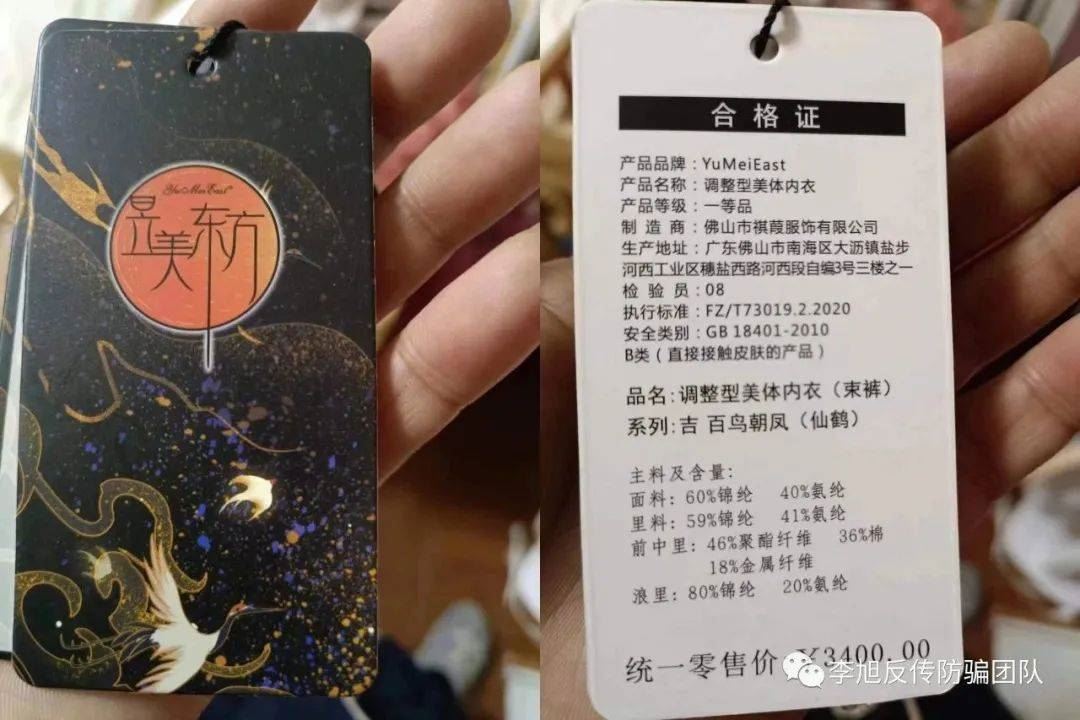 YuMeiEast
昱美东方
合格证
产品品牌：YuMeiEast
产品名称：调整型美体内衣
产品等级：一等品
制造商：佛山市祺葭服饰有限公司
生产地址：广东佛山市南海区大沥镇盐步
河西工业区穗盐西路河西段自编3号三楼之一
检验员：08
执行标准：FZ/T73019.2.2020
安全类别：GB 18401-2010
B类（直接接触皮肤的产品）
品名：调整型美体内衣（束裤）
系列：吉 百鸟朝凤（仙鹤）
主料及含量：
面料：60%锦纶 40%氨纶
里料：59%锦纶 41%氨纶
前中里：46%聚酯纤维 36%棉
18%金属纤维
浪里：80%锦纶 20%氨纶
统一零售价 ¥3400.00
李旭反传防骗团队